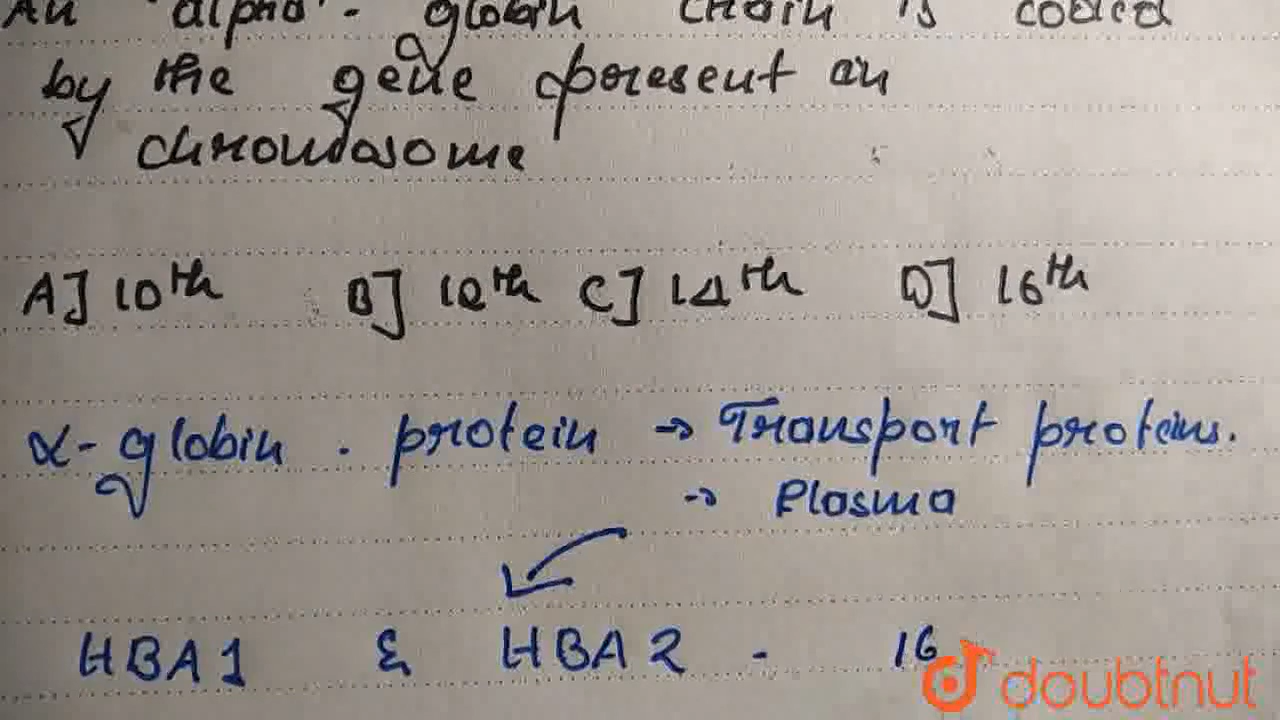 An alpha - globin chain is coded
by the gene present on
chromosome
A] 10th B] 12th C] 14th D] 16th
α-globin . protein → Transport proteins.
→ Plasma
HBA1 & HBA2 - 16
doubtnut